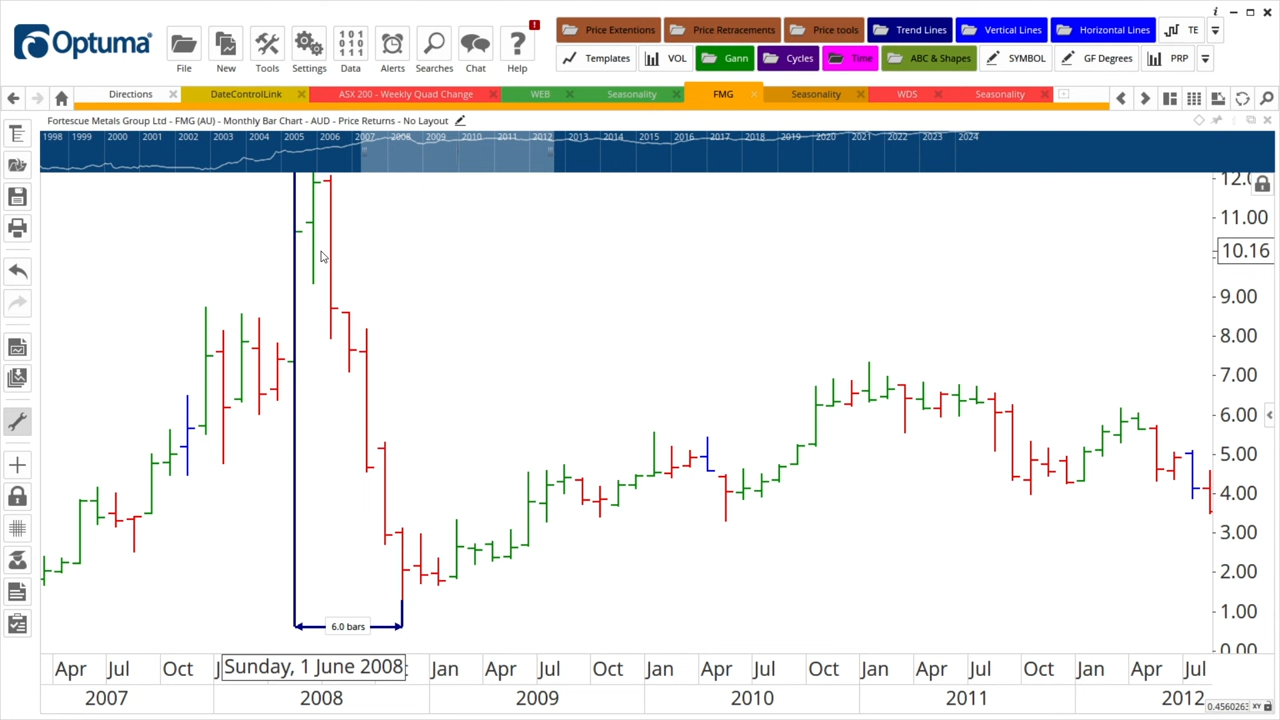 Optuma
File
New
Tools
Settings
101
010
101
Data
Alerts
Searches
Chat
Help
Price Extentions
Price Retracements
Price tools
Trend Lines
Vertical Lines
Horizontal Lines
TE
Templates
VOL
Gann
Cycles
Time
ABC & Shapes
SYMBOL
GF Degrees
PRP
Directions
DateControlLink
ASX 200 - Weekly Quad Change
WEB
Seasonality
FMG
Seasonality
WDS
Seasonality
Fortescue Metals Group Ltd - FMG (AU) - Monthly Bar Chart - AUD - Price Returns - No Layout
1998 1999 2000 2001 2002 2003 2004 2005 2006 2007 2008 2009 2010 2011 2012 2013 2014 2015 2016 2017 2018 2019 2020 2021 2022 2023 2024
11.00
10.16
9.00
8.00
7.00
6.00
5.00
4.00
3.00
2.00
1.00
6.0 bars
Apr Jul Oct Sunday, 1 June 2008 Jan Apr Jul Oct Jan Apr Jul Oct Jan Apr Jul Oct Jan Apr Jul
2007 2008 2009 2010 2011 2012
XY